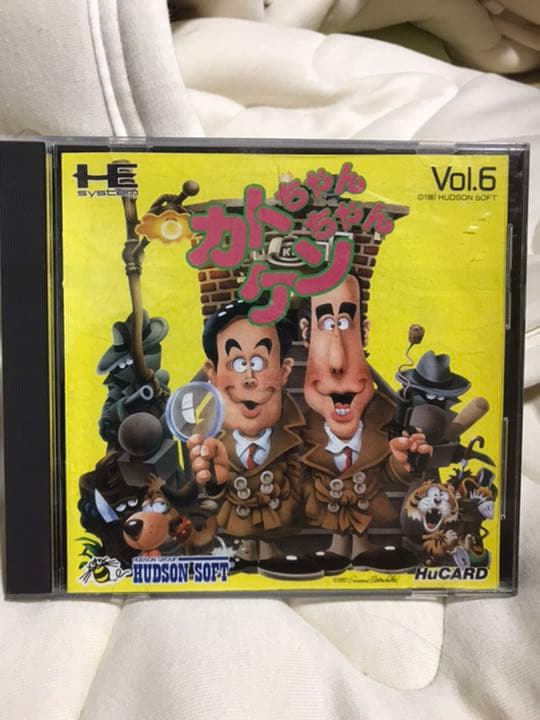 HE
system
Vol.6
©1987 HUDSON SOFT
カトちゃん
ケンちゃん
HUDSON GROUP
HUDSON SOFT
©1987
HuCARD